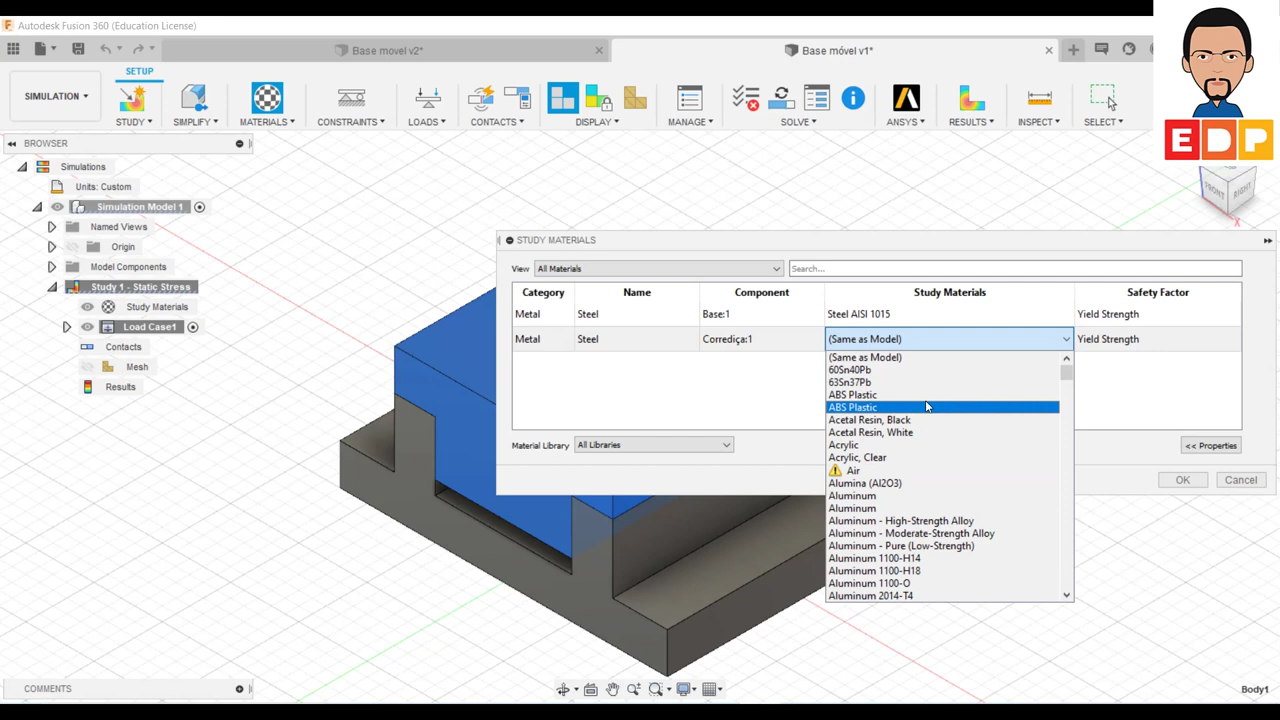 Autodesk Fusion 360 (Education License)
Base movel v2*
Base móvel v1*
SETUP
SIMULATION
STUDY
SIMPLIFY
MATERIALS
CONSTRAINTS
LOADS
CONTACTS
DISPLAY
MANAGE
SOLVE
ANSYS
RESULTS
INSPECT
SELECT
EDP
BROWSER
Simulations
Units: Custom
Simulation Model 1
Named Views
Origin
Model Components
Study 1 - Static Stress
Study Materials
Load Case1
Contacts
Mesh
Results
FRONT
RIGHT
X
STUDY MATERIALS
View All Materials Search...
Category Name Component Study Materials Safety Factor
Metal Steel Base:1 Steel AISI 1015 Yield Strength
Metal Steel Corrediça:1 (Same as Model) Yield Strength
(Same as Model)
60Sn40Pb
63Sn37Pb
ABS Plastic
ABS Plastic
Acetal Resin, Black
Acetal Resin, White
Acrylic
Acrylic, Clear
Air
Alumina (Al2O3)
Aluminum
Aluminum
Aluminum - High-Strength Alloy
Aluminum - Moderate-Strength Alloy
Aluminum - Pure (Low-Strength)
Aluminum 1100-H14
Aluminum 1100-H18
Aluminum 1100-O
Aluminum 2014-T4
Material Library All Libraries
<< Properties
OK
Cancel
COMMENTS
Body1